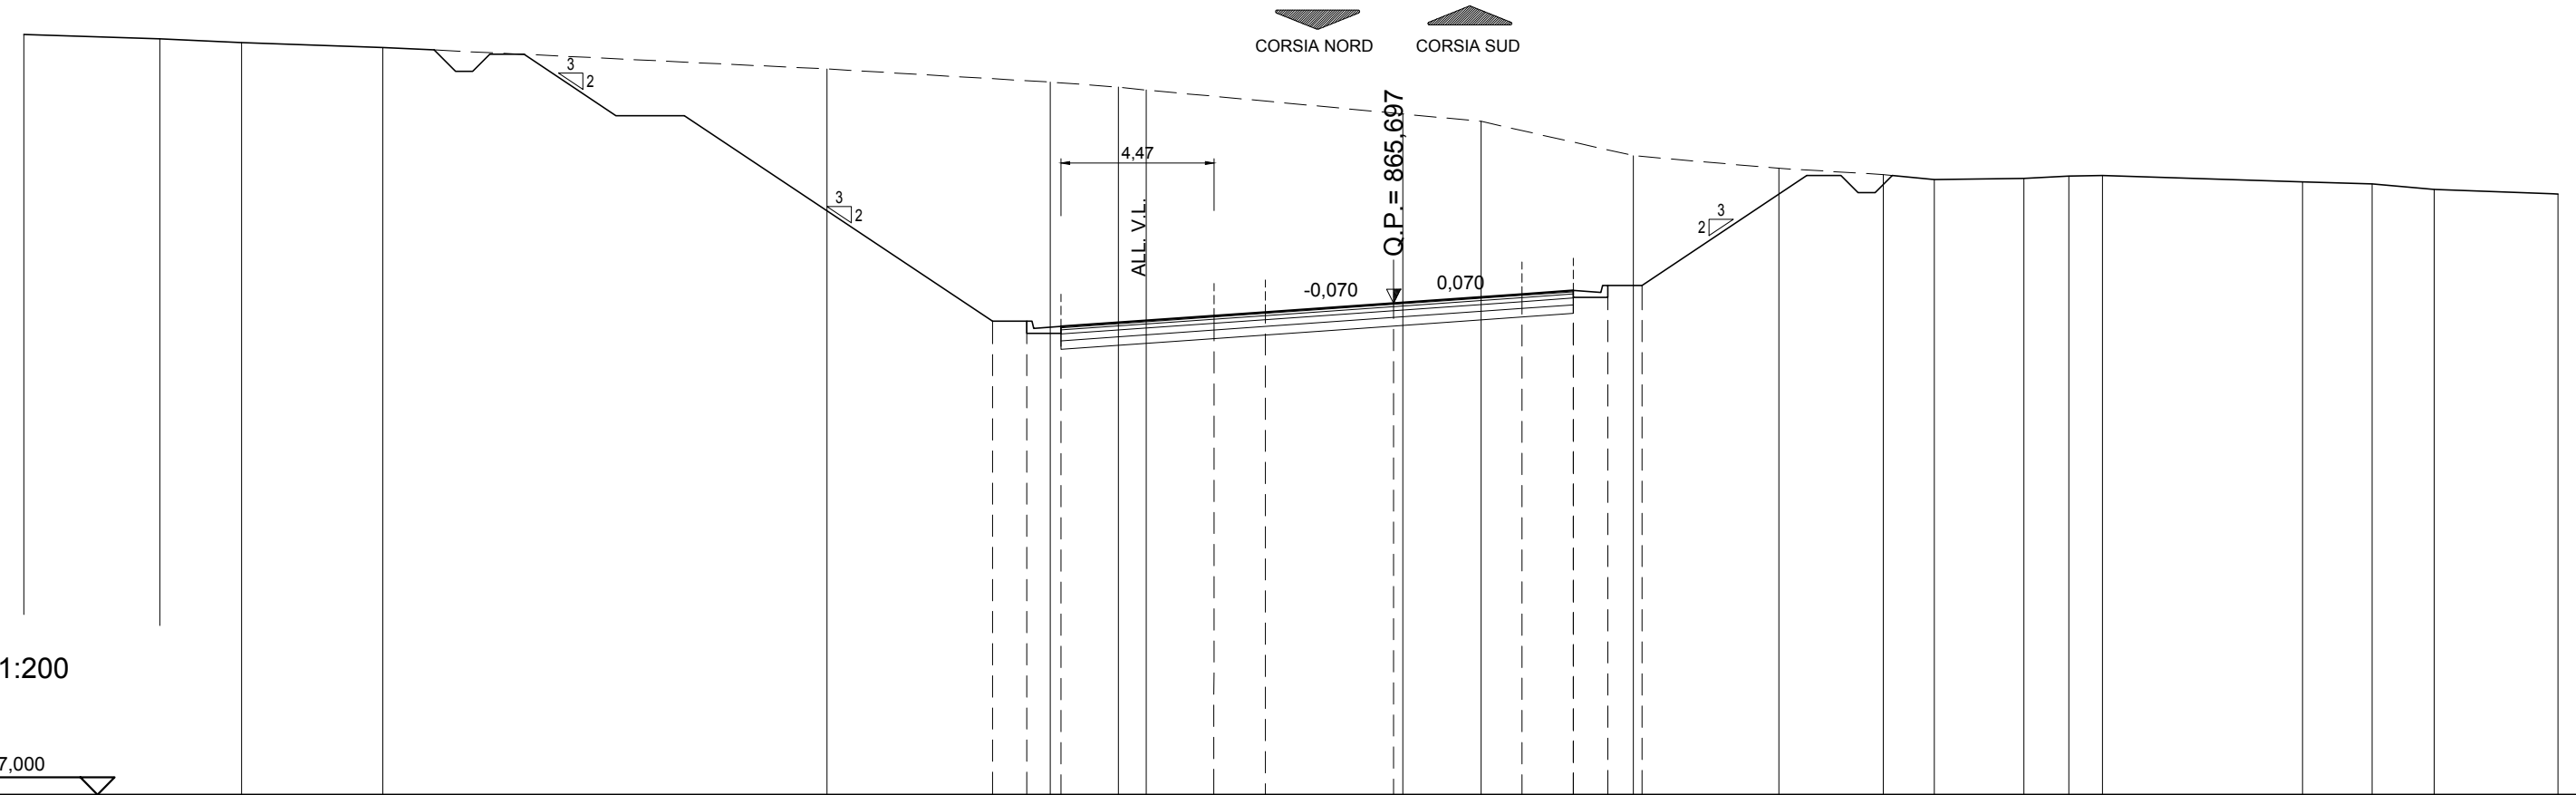 CORSIA NORD
CORSIA SUD
3
2
4,47
Q.P. = 865,697
ALL. V.L.
3
2
3
2
-0,070
0,070
1:200
7,000